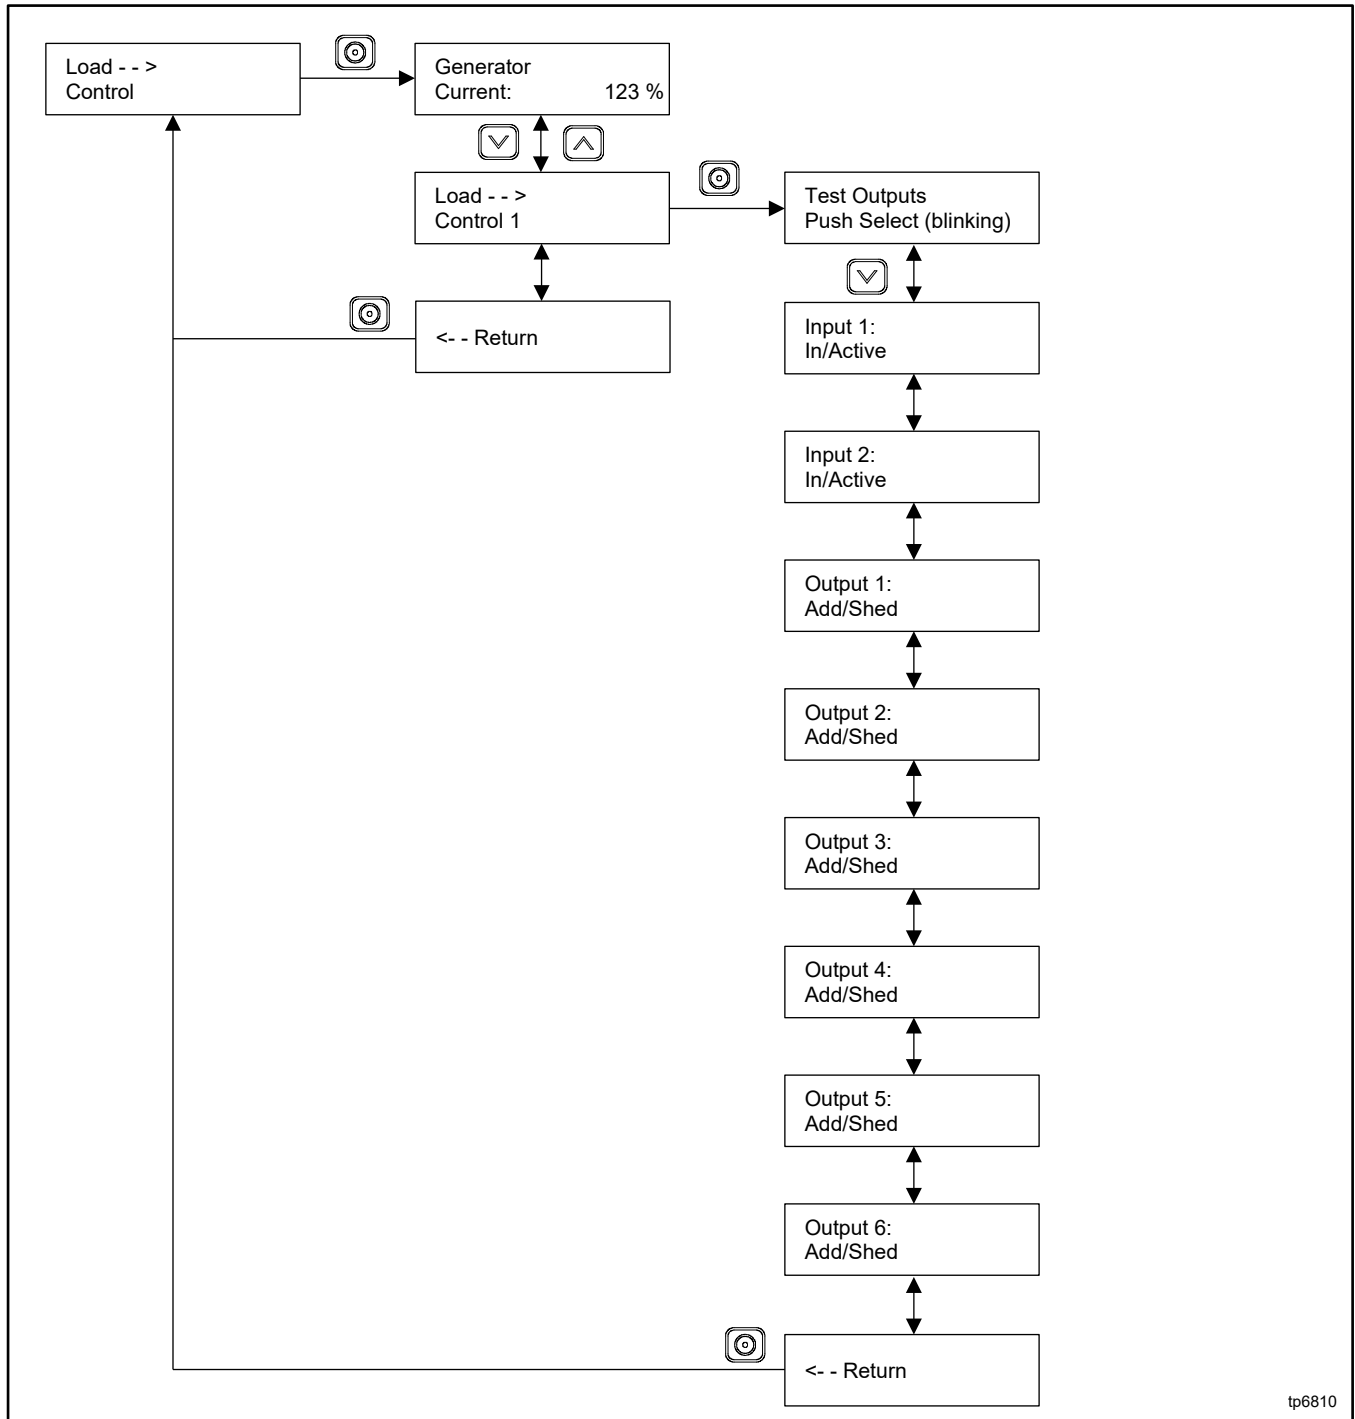 Load - - >
Control
Generator
Current: 123 %
Load - - >
Control 1
<- - Return
Test Outputs
Push Select (blinking)
Input 1:
In/Active
Input 2:
In/Active
Output 1:
Add/Shed
Output 2:
Add/Shed
Output 3:
Add/Shed
Output 4:
Add/Shed
Output 5:
Add/Shed
Output 6:
Add/Shed
<- - Return
tp6810